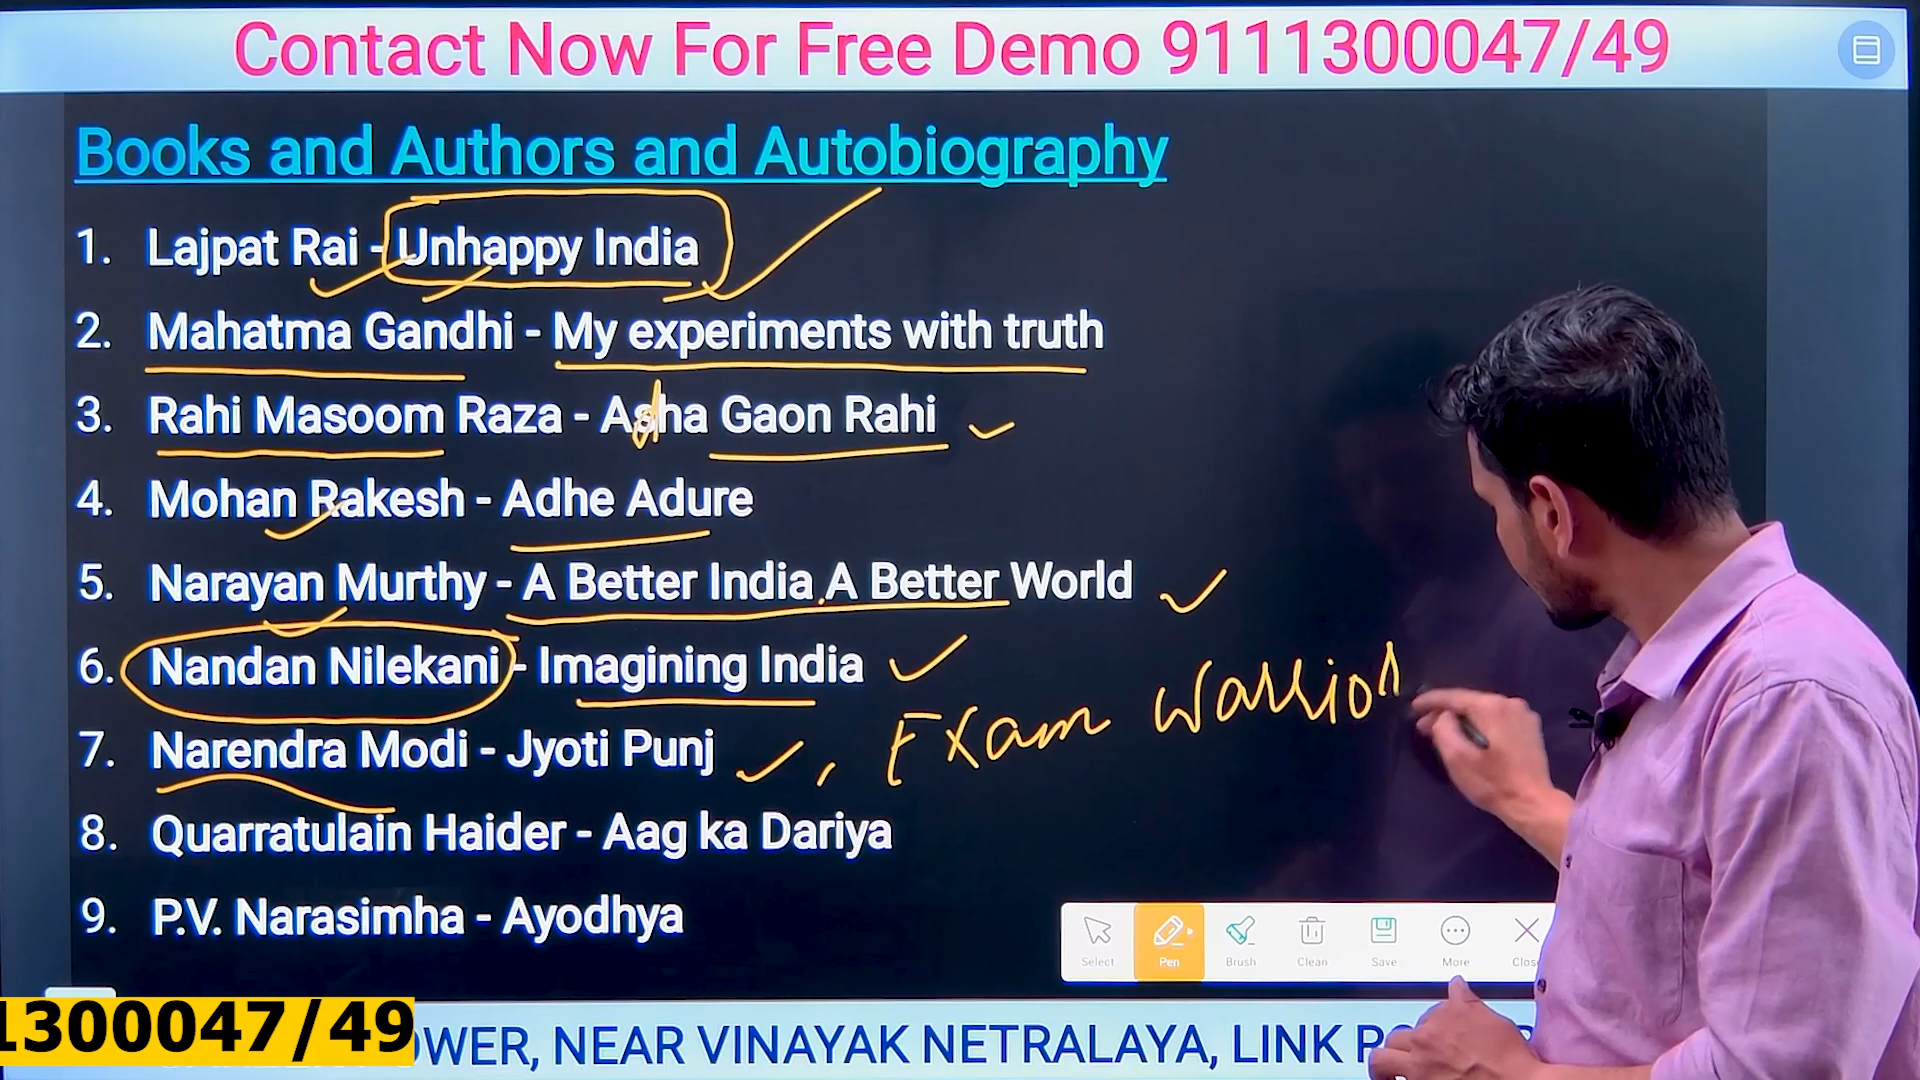 Contact Now For Free Demo 9111300047/49
Books and Authors and Autobiography
1. Lajpat Rai - Unhappy India
2. Mahatma Gandhi - My experiments with truth
3. Rahi Masoom Raza - Asha Gaon Rahi
4. Mohan Rakesh - Adhe Adure
5. Narayan Murthy - A Better India,A Better World
6. Nandan Nilekani - Imagining India
7. Narendra Modi - Jyoti Punj , Exam Warrior
8. Quarratulain Haider - Aag ka Dariya
9. P.V. Narasimha - Ayodhya
Select Pen Brush Clean Save More Clos
1300047/49
OWER, NEAR VINAYAK NETRALAYA, LINK